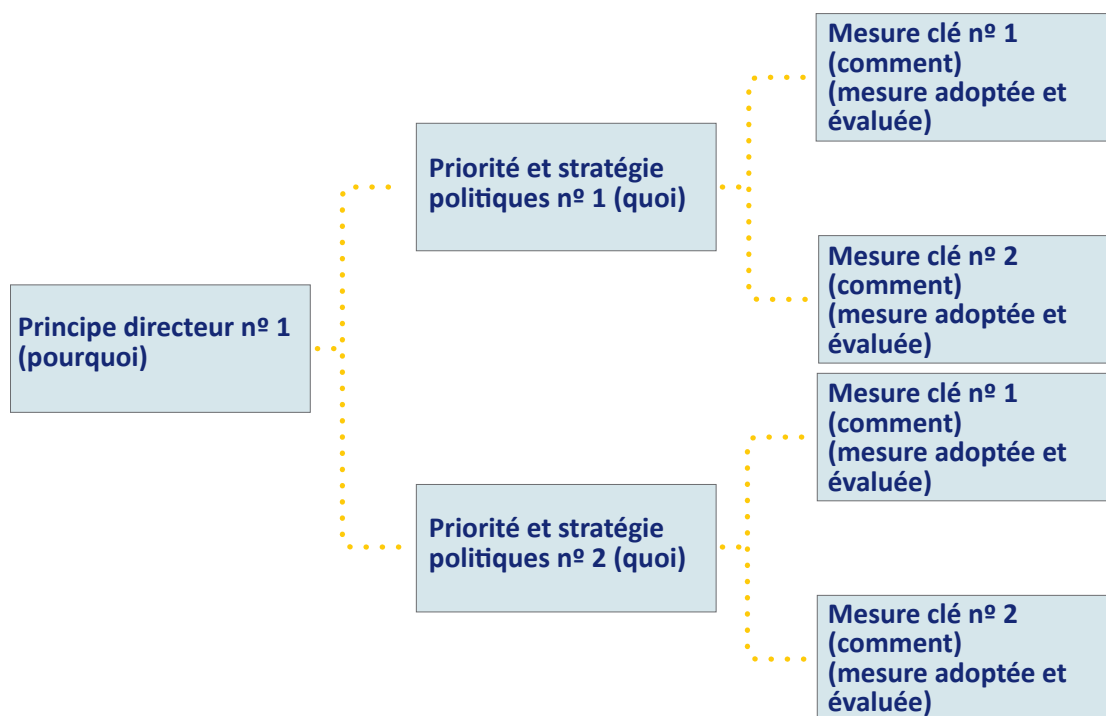 Mesure clé nº 1
(comment)
(mesure adoptée et
évaluée)
Priorité et stratégie
politiques nº 1 (quoi)
Mesure clé nº 2
(comment)
(mesure adoptée et
évaluée)
Principe directeur nº 1
(pourquoi)
Mesure clé nº 1
(comment)
(mesure adoptée et
évaluée)
Priorité et stratégie
politiques nº 2 (quoi)
Mesure clé nº 2
(comment)
(mesure adoptée et
évaluée)